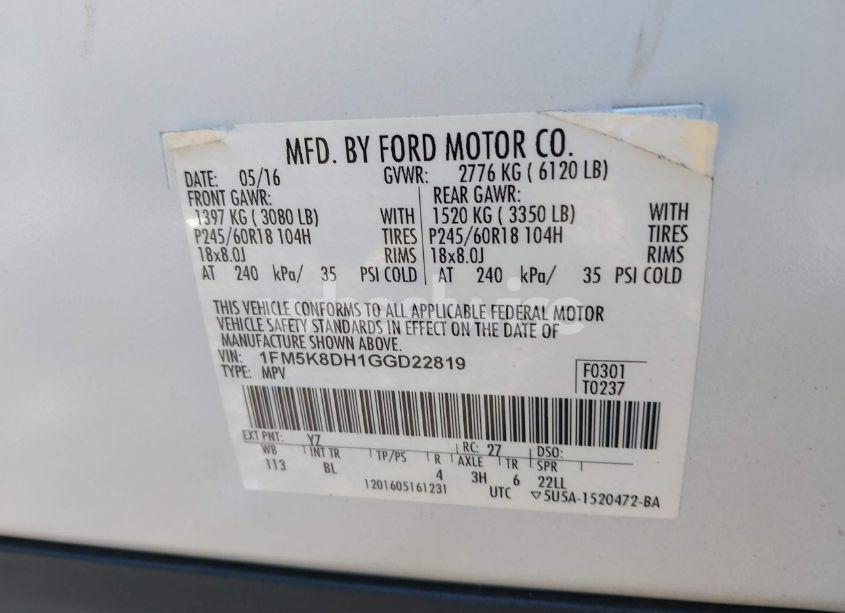 MFD. BY FORD MOTOR CO.
DATE: 05/16 GVWR: 2776 KG ( 6120 LB)
FRONT GAWR: REAR GAWR:
1397 KG ( 3080 LB) WITH 1520 KG ( 3350 LB) WITH
P245/60R18 104H TIRES P245/60R18 104H TIRES
18x8.0J RIMS 18x8.0J RIMS
AT 240 kPa/ 35 PSI COLD AT 240 kPa/ 35 PSI COLD
THIS VEHICLE CONFORMS TO ALL APPLICABLE FEDERAL MOTOR
VEHICLE SAFETY STANDARDS IN EFFECT ON THE DATE OF
MANUFACTURE SHOWN ABOVE.
VIN: 1FM5K8DH1GGD22819 F0301
TYPE: MPV T0237
EXT PNT: YZ RC: 27 DSO:
WB INT TR TP/PS R AXLE TR SPR
113 BL 4 3H 6 22LL
1201605161231 UTC ▽5U5A-1520472-BA